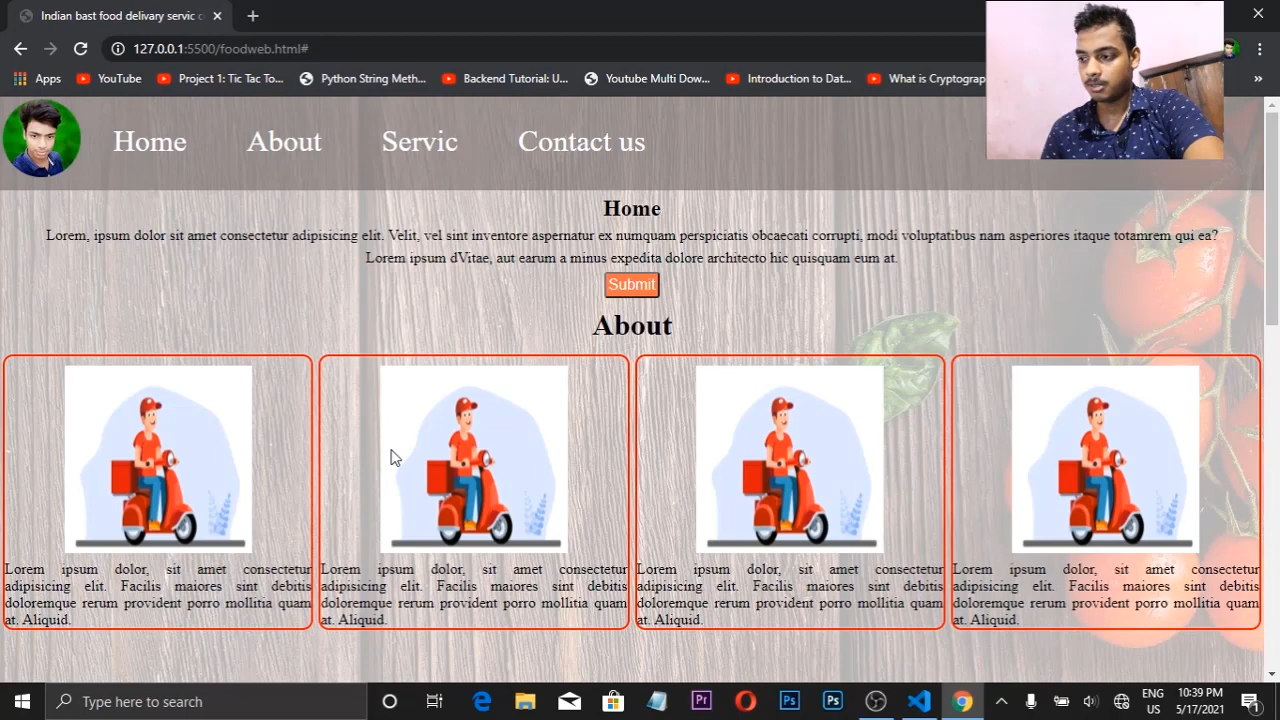 Indian bast food delivary servic c
127.0.0.1:5500/foodweb.html#
Apps
YouTube
Project 1: Tic Tac To...
Python String Meth...
Backend Tutorial: U...
Youtube Multi Dow...
Introduction to Dat...
What is Cryptograp
»
Home
About
Servic
Contact us
Home
Lorem, ipsum dolor sit amet consectetur adipisicing elit. Velit, vel sint inventore aspernatur ex numquam perspiciatis obcaecati corrupti, modi voluptatibus nam asperiores itaque totamrem qui ea?
Lorem ipsum dVitae, aut earum a minus expedita dolore architecto hic quisquam eum at.
Submit
About
Lorem ipsum dolor, sit amet consectetur
adipisicing elit. Facilis maiores sint debitis
doloremque rerum provident porro mollitia quam
at. Aliquid.
Lorem ipsum dolor, sit amet consectetur
adipisicing elit. Facilis maiores sint debitis
doloremque rerum provident porro mollitia quam
at. Aliquid.
Lorem ipsum dolor, sit amet consectetur
adipisicing elit. Facilis maiores sint debitis
doloremque rerum provident porro mollitia quam
at. Aliquid.
Lorem ipsum dolor, sit amet consectetur
adipisicing elit. Facilis maiores sint debitis
doloremque rerum provident porro mollitia quam
at. Aliquid.
Type here to search
Pr
Ps
Ps
ENG
US
10:39 PM
5/17/2021
1